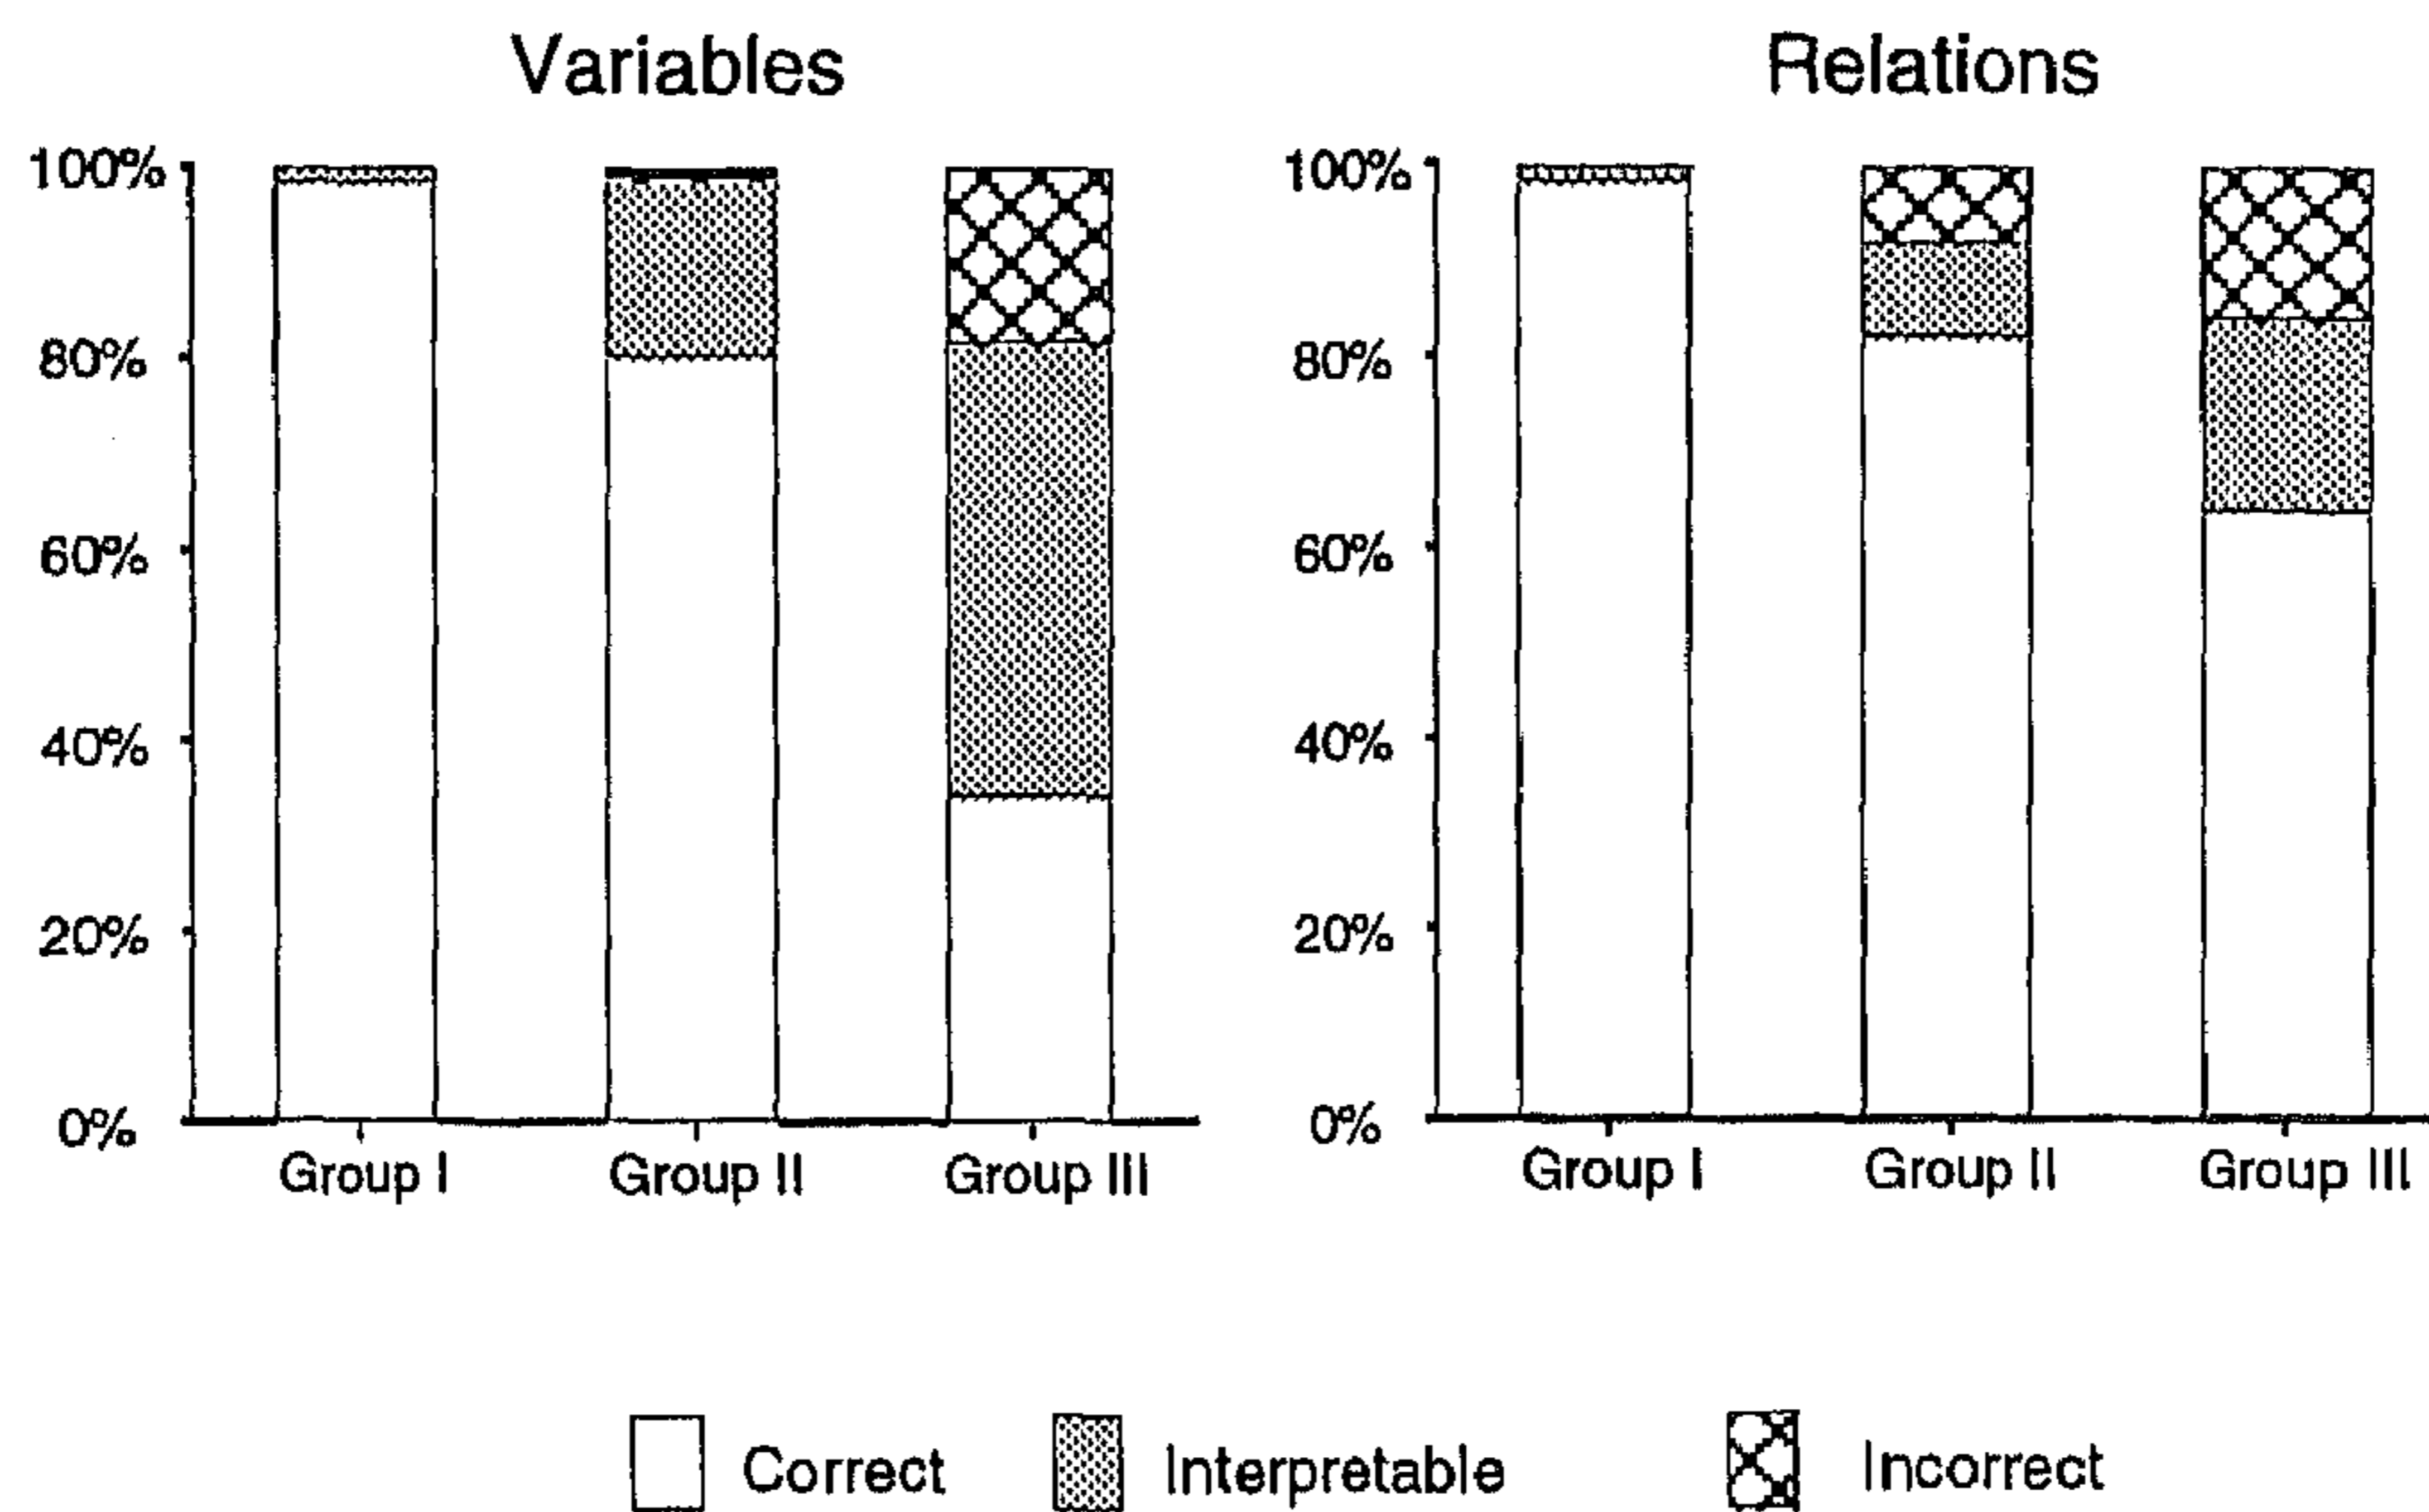 Variables
Relations
100%
80%
60%
40%
20%
0%
Group I
Group II
Group III
100%
80%
60%
40%
20%
0%
Group I
Group II
Group III
Correct
Interpretable
Incorrect